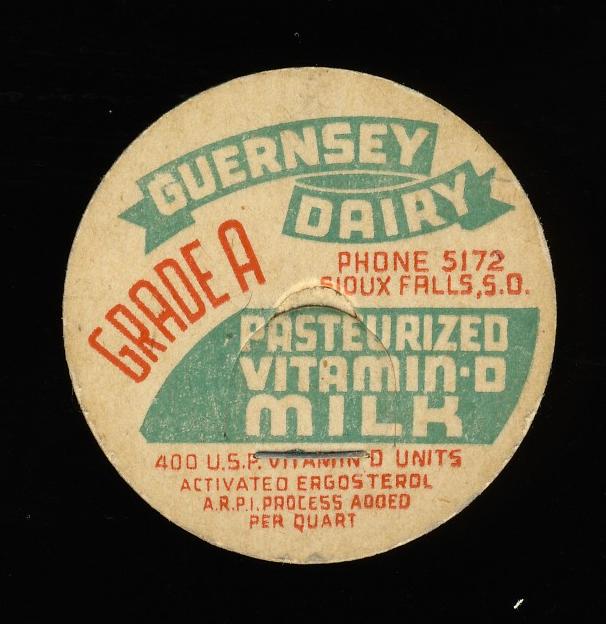 GUERNSEY
DAIRY
GRADE A
PHONE 5172
SIOUX FALLS, S.D.
PASTEURIZED
VITAMIN-D
MILK
400 U.S.P. VITAMIN D UNITS
ACTIVATED ERGOSTEROL
A.R.P.I. PROCESS ADDED
PER QUART